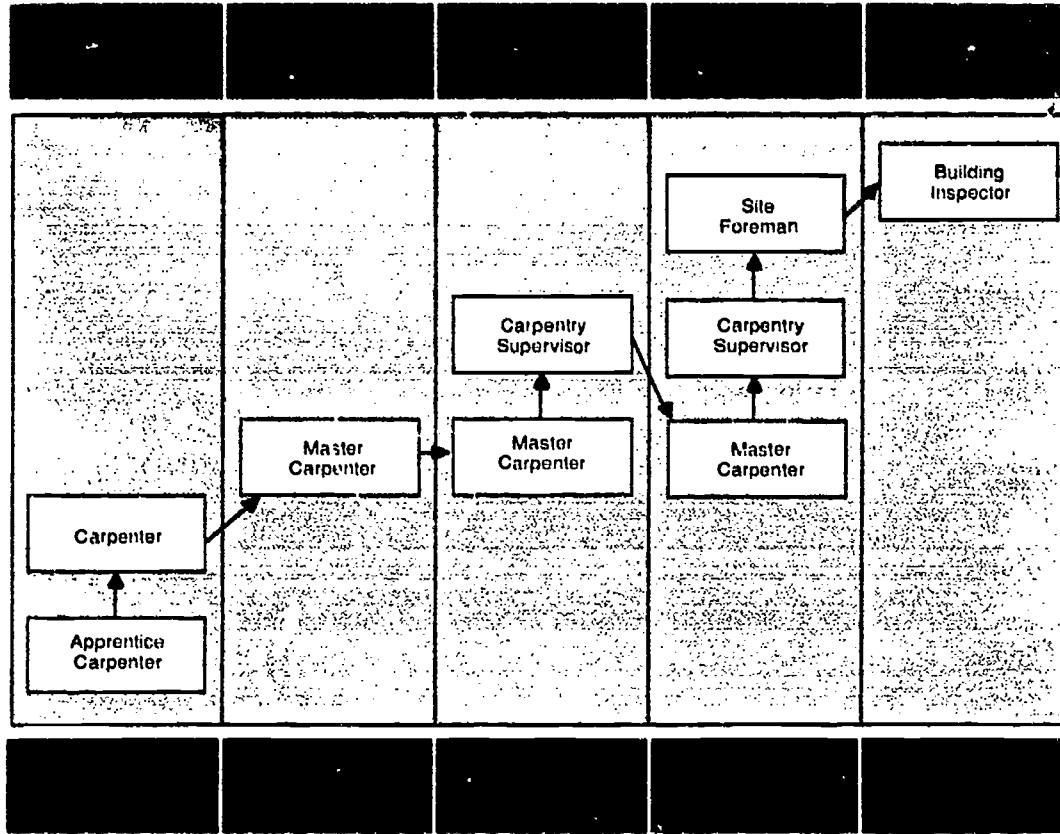 Building
Inspector
Site
Foreman
Carpentry
Supervisor
Carpentry
Supervisor
Master
Carpenter
Master
Carpenter
Master
Carpenter
Carpenter
Apprentice
Carpenter